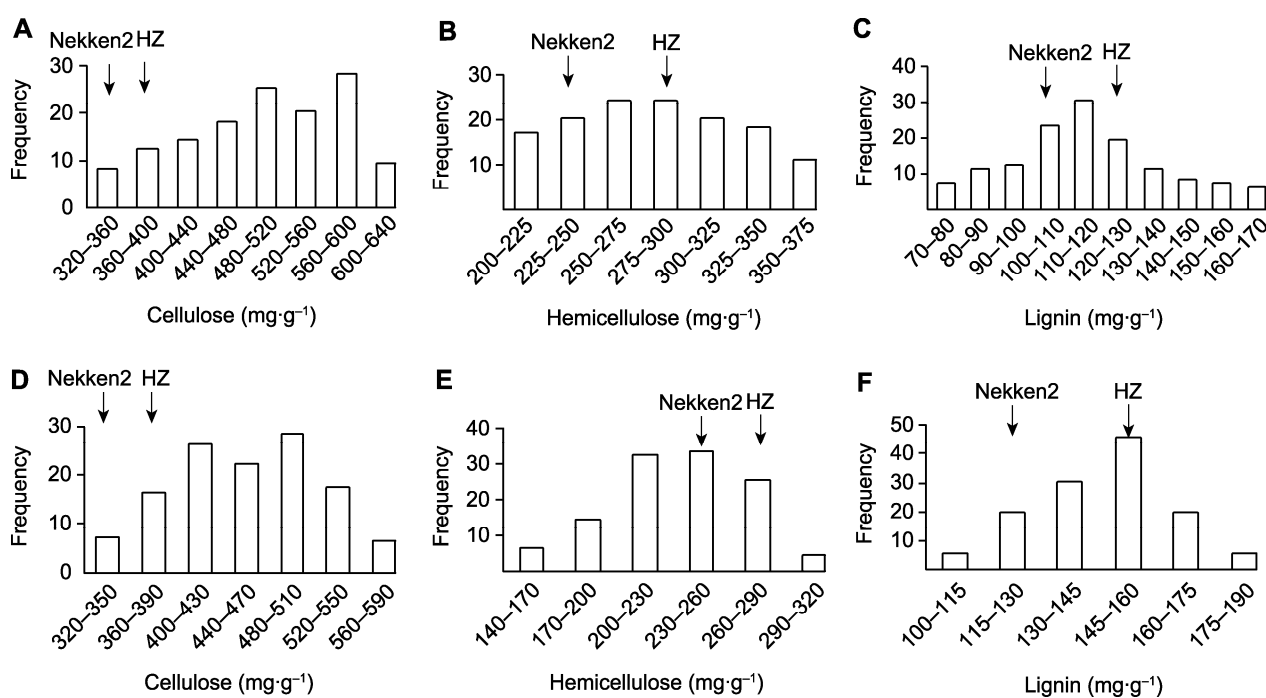 A
Nekken2 HZ
Frequency
30
20
10
0
320–360
360–400
400–440
440–480
480–520
520–560
560–600
600–640
Cellulose (mg·g⁻¹)
B
Nekken2
HZ
Frequency
30
20
10
200–225
225–250
250–275
275–300
300–325
325–350
350–375
Hemicellulose (mg·g⁻¹)
C
Nekken2
HZ
Frequency
40
30
20
10
70–80
80–90
90–100
100–110
110–120
120–130
130–140
140–150
150–160
160–170
Lignin (mg·g⁻¹)
D
Nekken2 HZ
Frequency
30
20
10
0
320–350
360–390
400–430
440–470
480–510
520–550
560–590
Cellulose (mg·g⁻¹)
E
Nekken2 HZ
Frequency
40
30
20
10
140–170
170–200
200–230
230–260
260–290
290–320
Hemicellulose (mg·g⁻¹)
F
Nekken2
HZ
Frequency
50
40
30
20
10
100–115
115–130
130–145
145–160
160–175
175–190
Lignin (mg·g⁻¹)